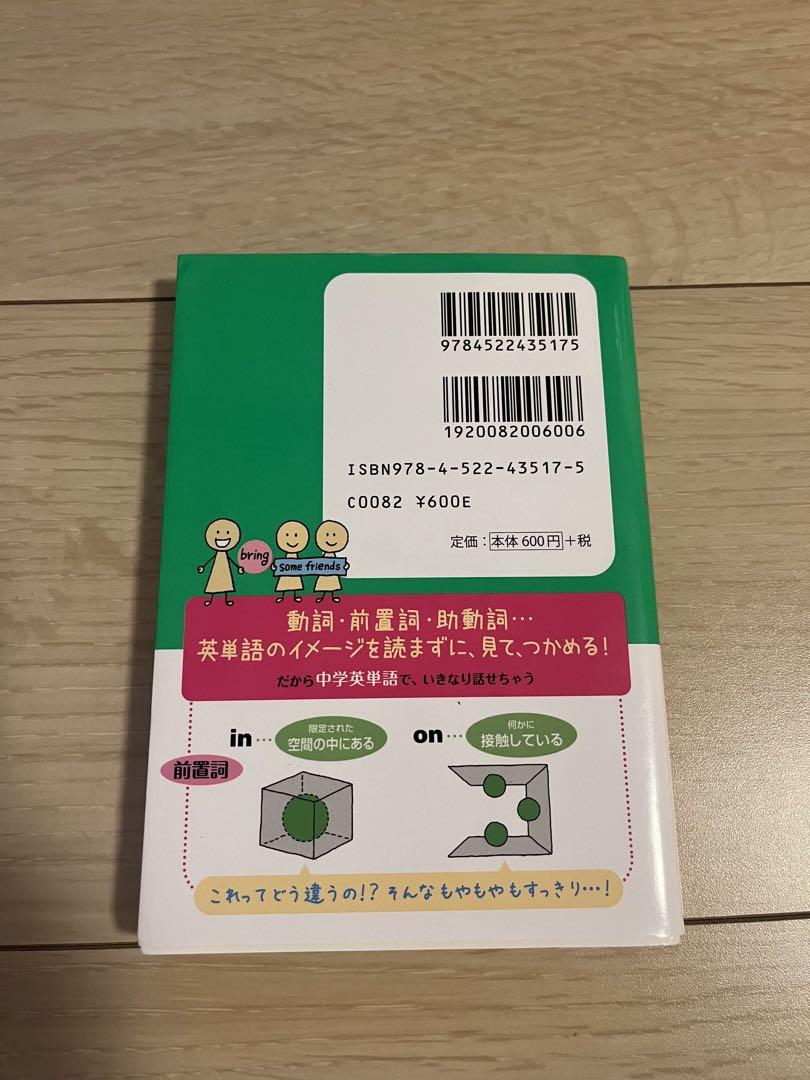 9784522435175
1920082006006
ISBN978-4-522-43517-5
C0082 ¥600E
定価：本体600円+税
bring
some friends
動詞・前置詞・助動詞…
英単語のイメージを読まずに、見て、つかめる！
だから中学英単語で、いきなり話せちゃう
前置詞
in…
限定された
空間の中にある
on…
何かに
接触している
これってどう違うの!? そんなもやもやもすっきり…！